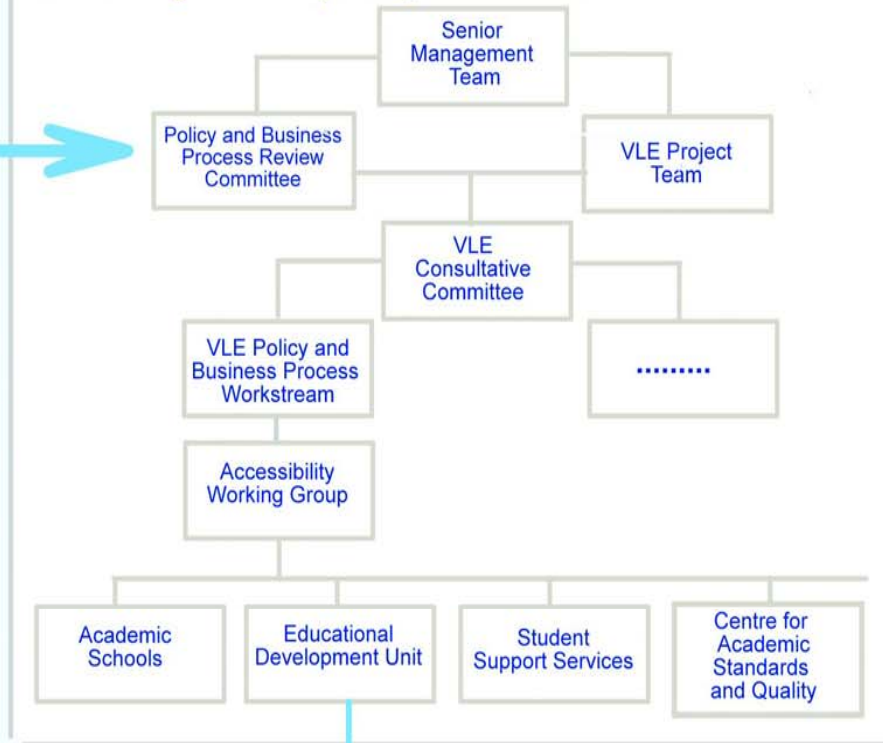 Senior
Management
Team
Policy and Business
Process Review
Committee
VLE Project
Team
VLE
Consultative
Committee
VLE Policy and
Business Process
Workstream
.........
Accessibility
Working Group
Academic
Schools
Educational
Development Unit
Student
Support Services
Centre for
Academic
Standards
and Quality